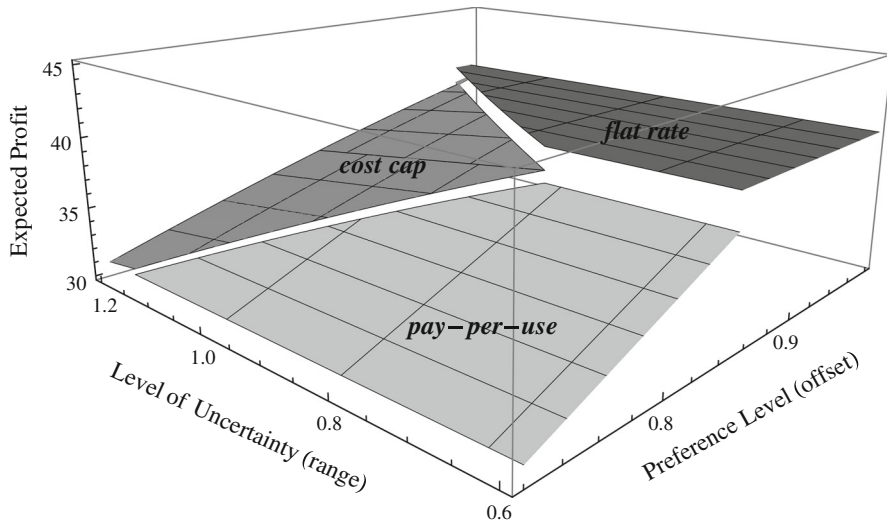 45
40
35
30
Expected Profit
flat rate
cost cap
pay-per-use
1.2
1.0
0.8
0.6
Level of Uncertainty (range)
0.8
0.9
Preference Level (offset)